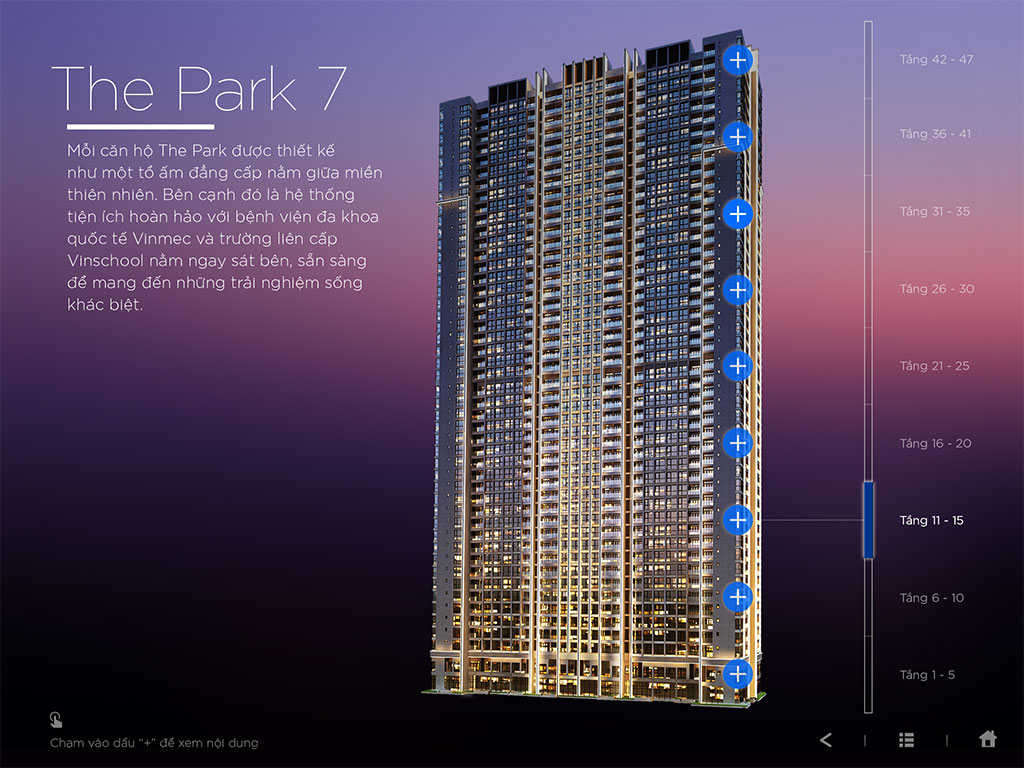 The Park 7
Mỗi căn hộ The Park được thiết kế
như một tổ ấm đẳng cấp nằm giữa miền
thiên nhiên. Bên cạnh đó là hệ thống
tiện ích hoàn hảo với bệnh viện đa khoa
quốc tế Vinmec và trường liên cấp
Vinschool nằm ngay sát bên, sẵn sàng
để mang đến những trải nghiệm sống
khác biệt.
Tầng 42 - 47
Tầng 36 - 41
Tầng 31 - 35
Tầng 26 - 30
Tầng 21 - 25
Tầng 16 - 20
Tầng 11 - 15
Tầng 6 - 10
Tầng 1 - 5
Chạm vào dấu "+" để xem nội dung